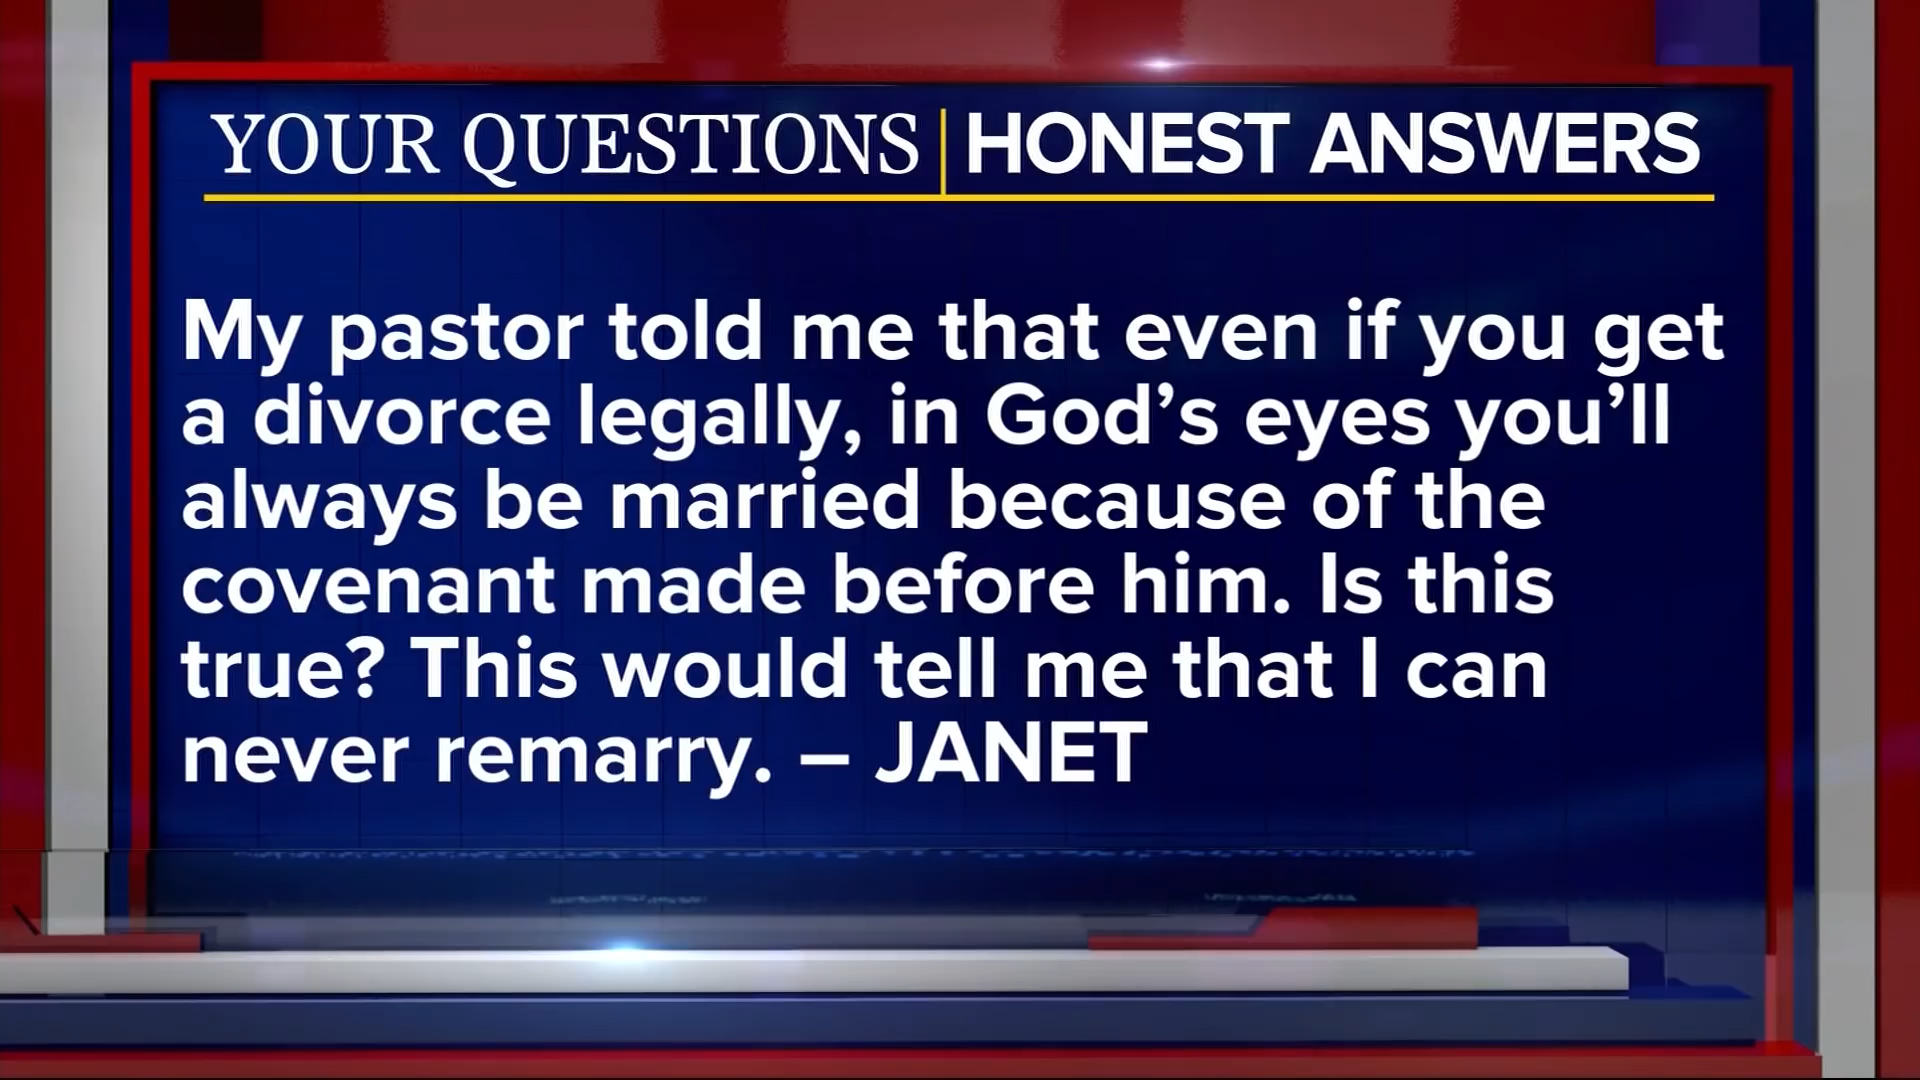 YOUR QUESTIONS | HONEST ANSWERS
My pastor told me that even if you get
a divorce legally, in God’s eyes you’ll
always be married because of the
covenant made before him. Is this
true? This would tell me that I can
never remarry. – JANET